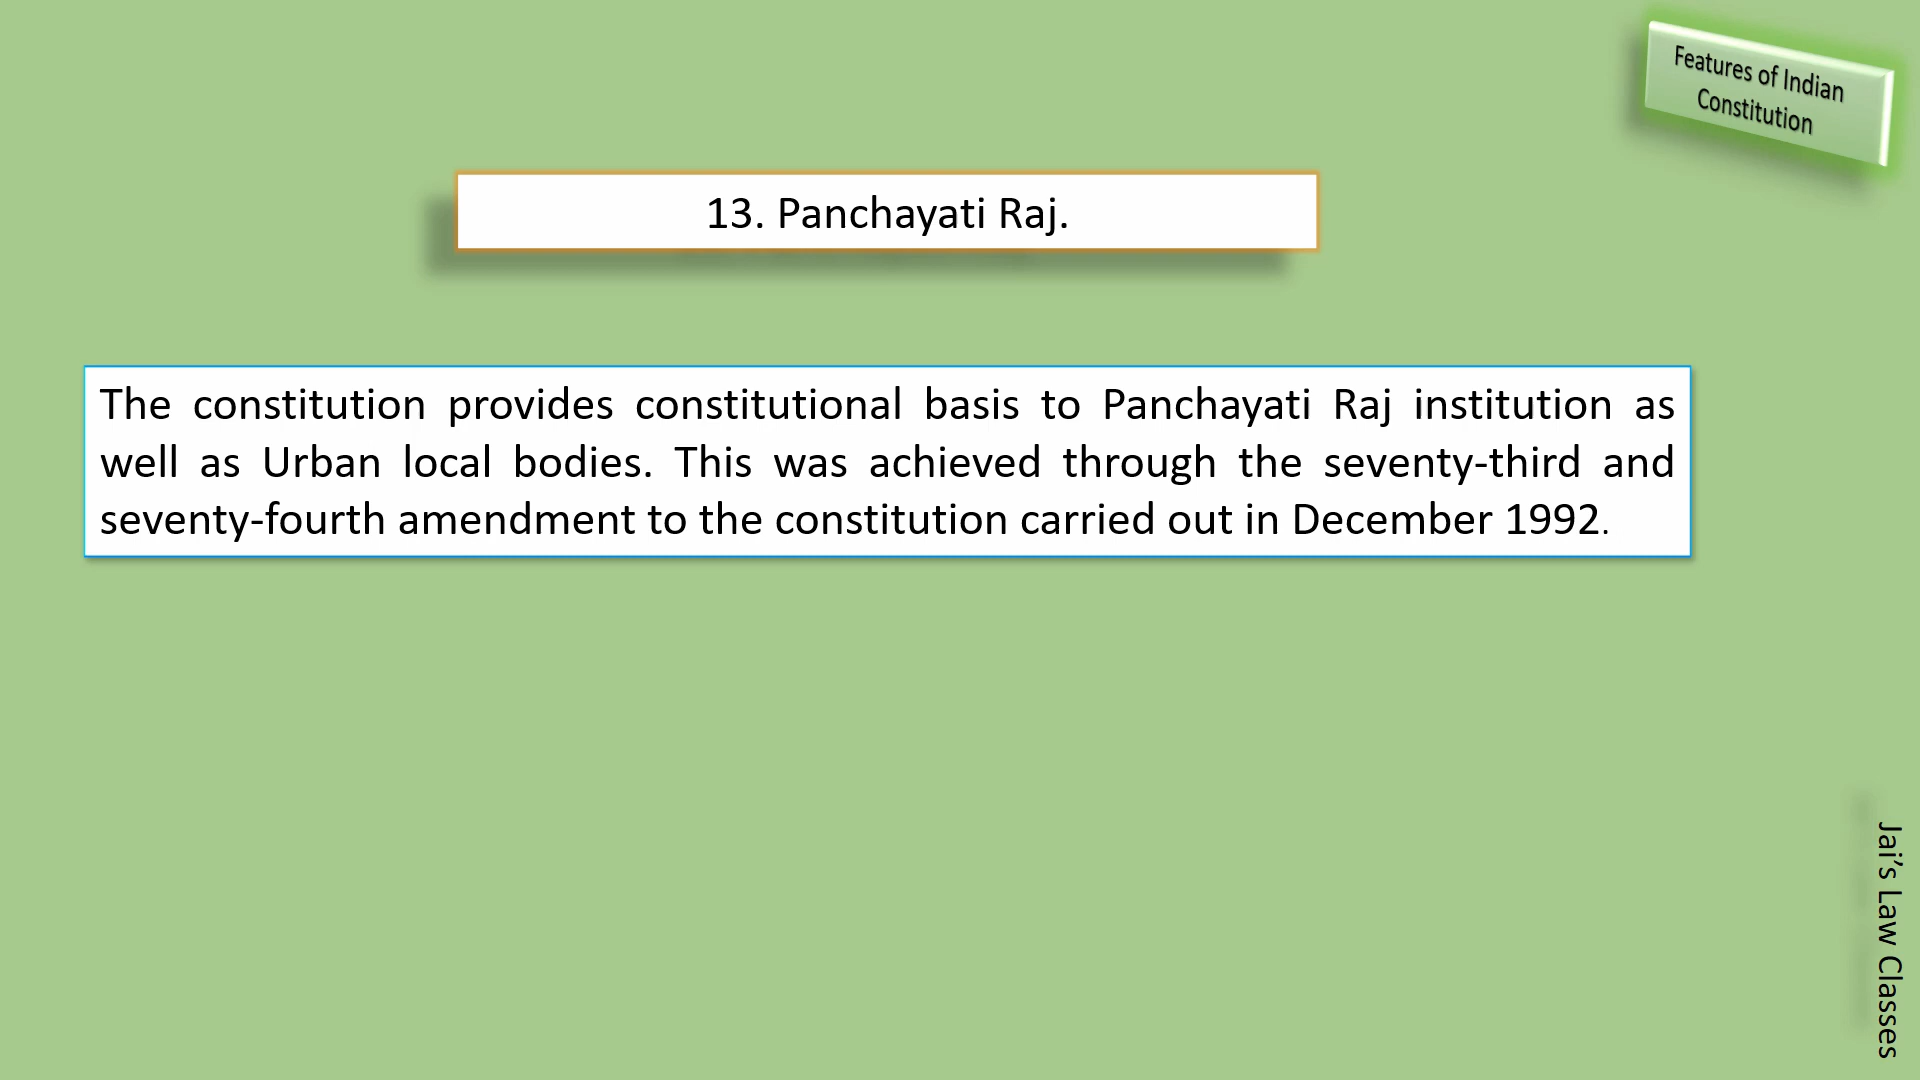 Features of Indian
Constitution
13. Panchayati Raj.
The constitution provides constitutional basis to Panchayati Raj institution as
well as Urban local bodies. This was achieved through the seventy-third and
seventy-fourth amendment to the constitution carried out in December 1992.
Jai’s Law Classes